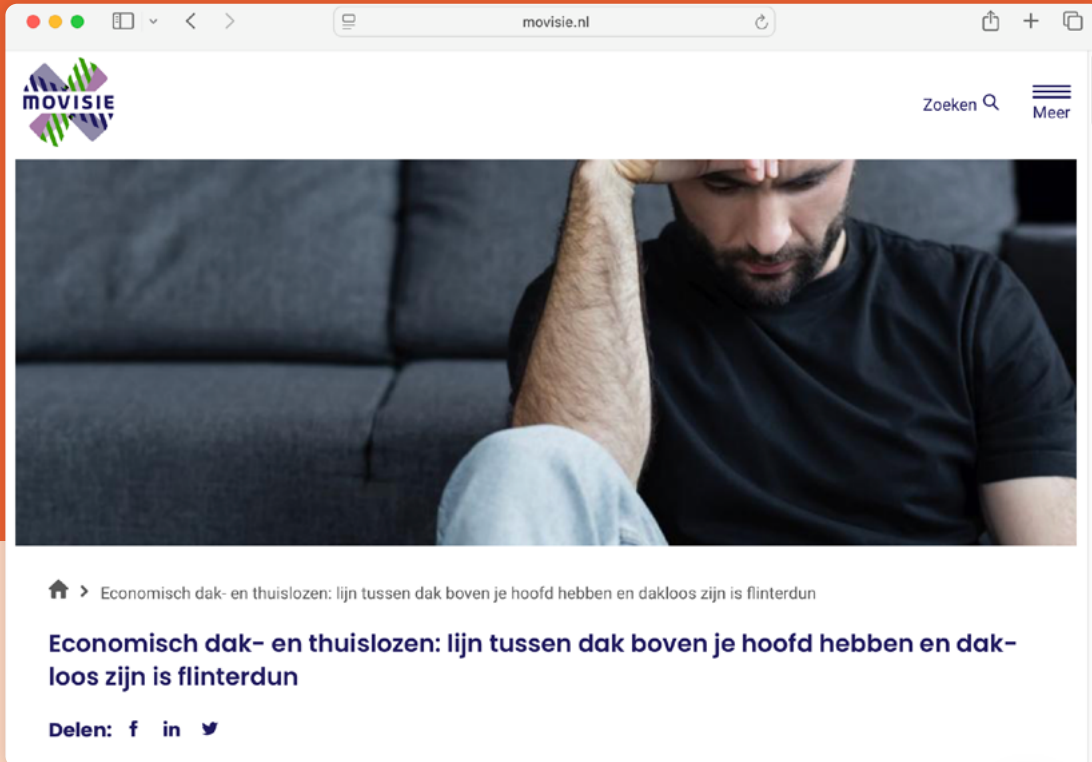 movisie.nl
MOVISIE
Zoeken
Meer
Economisch dak- en thuislozen: lijn tussen dak boven je hoofd hebben en dakloos zijn is flinterdun
Economisch dak- en thuislozen: lijn tussen dak boven je hoofd hebben en dak-
loos zijn is flinterdun
Delen: f in